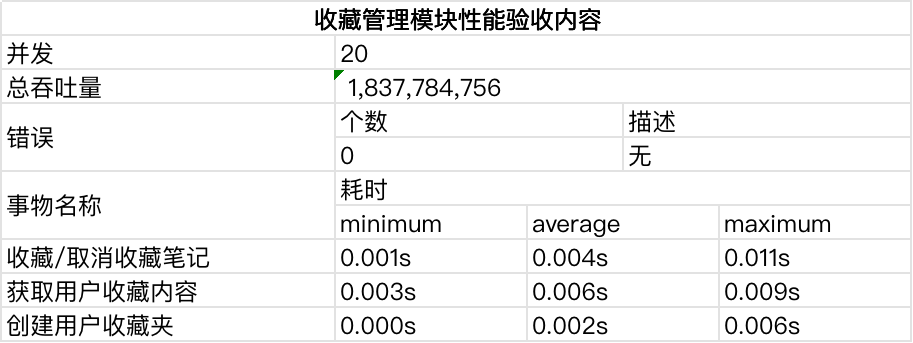 收藏管理模块性能验收内容
并发 20
总吞吐量 1,837,784,756
错误 个数 描述
0 无
事物名称 耗时
minimum average maximum
收藏/取消收藏笔记 0.001s 0.004s 0.011s
获取用户收藏内容 0.003s 0.006s 0.009s
创建用户收藏夹 0.000s 0.002s 0.006s